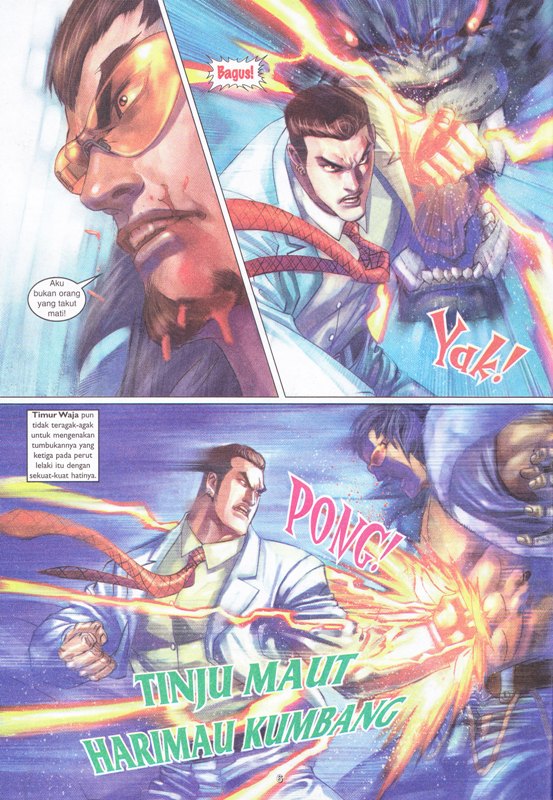 Bagus!
Aku
bukan orang
yang takut
mati!
Yak!
Timur Waja pun
tidak teragak-agak
untuk mengenakan
tumbukannya yang
ketiga pada perut
lelaki itu dengan
sekuat-kuat hatinya.
PONG!
TINJU MAUT
HARIMAU KUMBANG
6